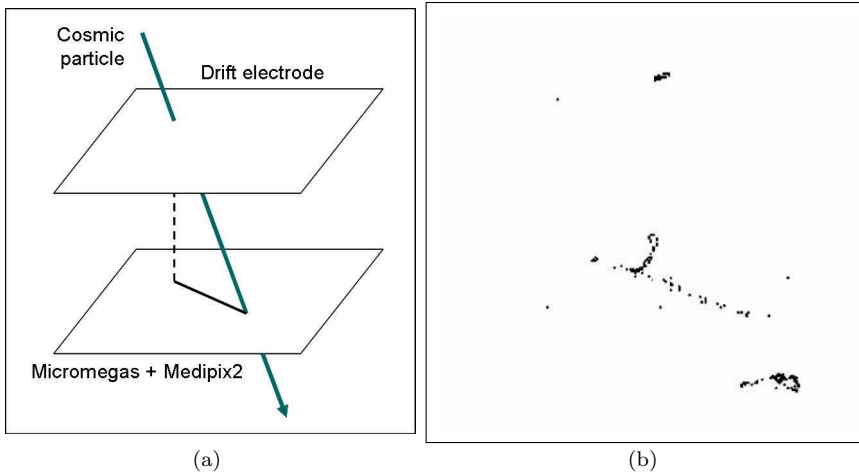 Cosmic
particle
Drift electrode
Micromegas + Medipix2
(a)
(b)